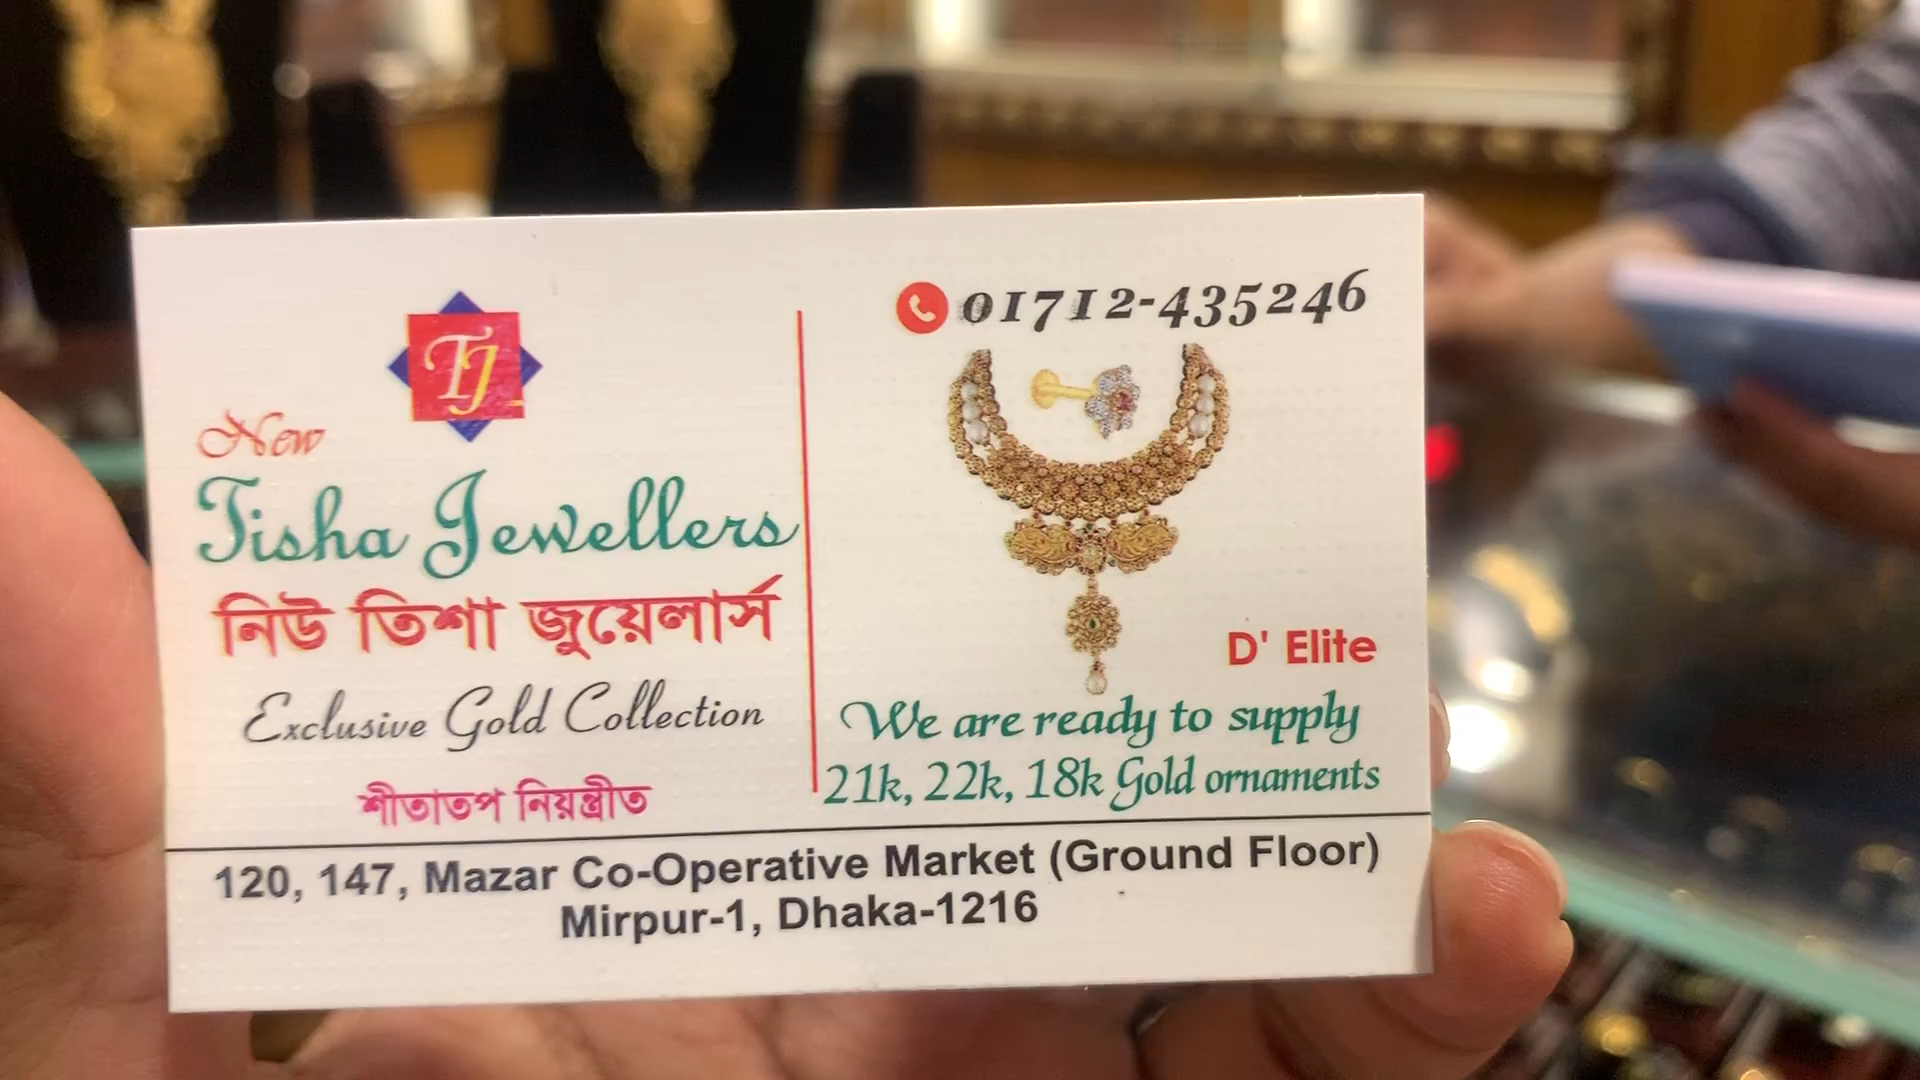 TJ
New
Tisha Jewellers
নিউ তিশা জুয়েলার্স
Exclusive Gold Collection
শীতাতপ নিয়ন্ত্রীত
01712-435246
D' Elite
We are ready to supply
21k, 22k, 18k Gold ornaments
120, 147, Mazar Co-Operative Market (Ground Floor)
Mirpur-1, Dhaka-1216